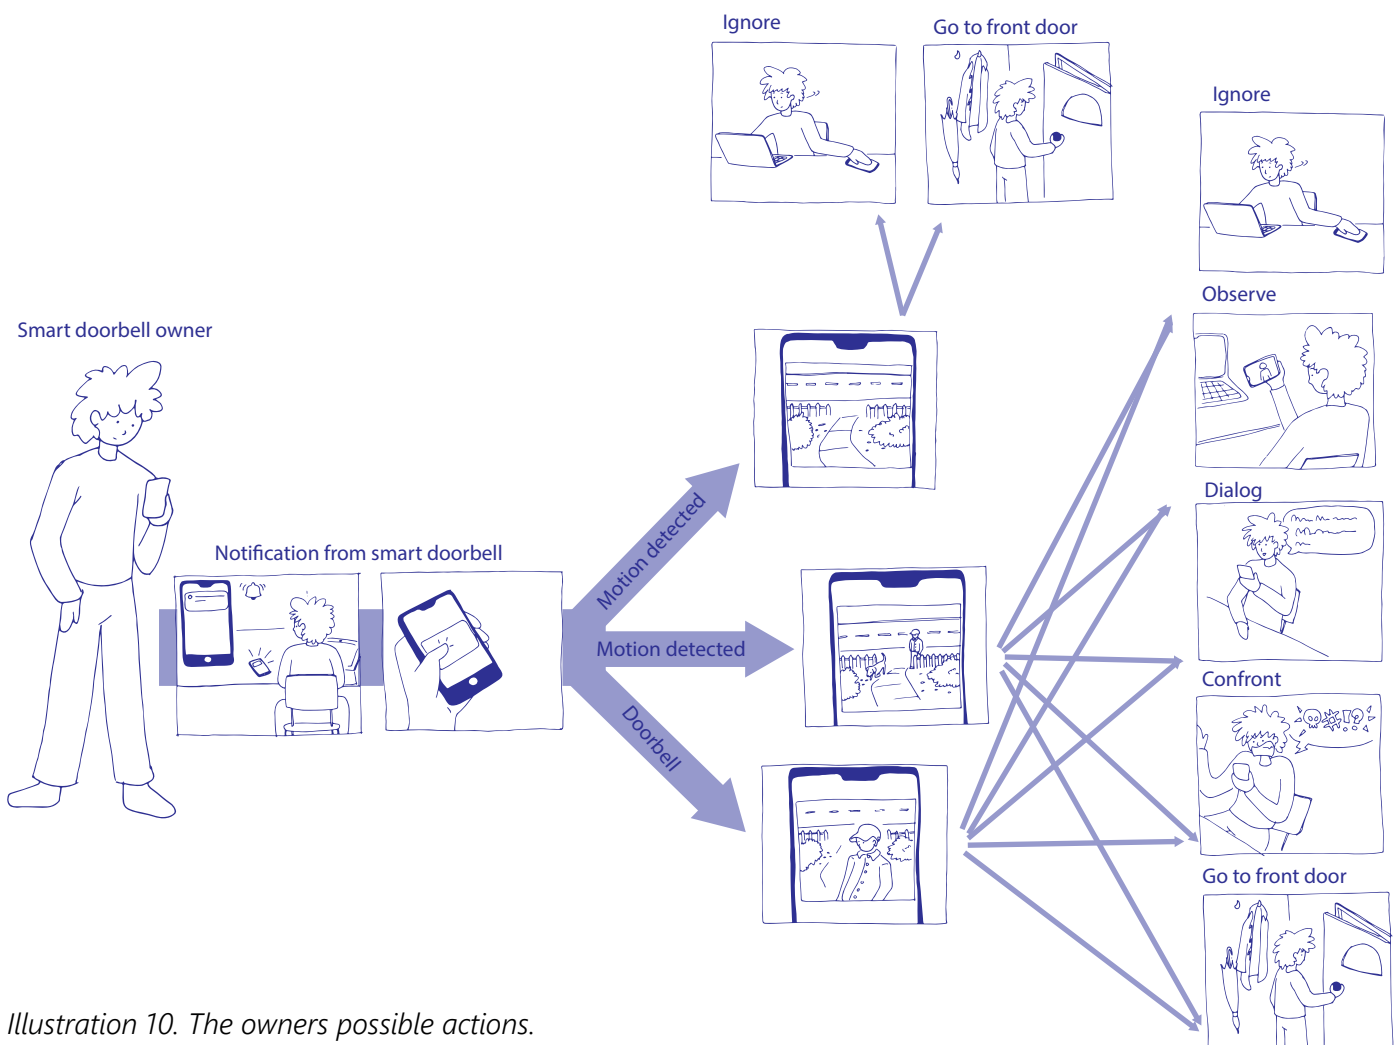 Ignore
Go to front door
Ignore
Smart doorbell owner
Observe
Dialog
Notification from smart doorbell
Motion detected
Motion detected
Doorbell
Confront
Go to front door
Illustration 10. The owners possible actions.